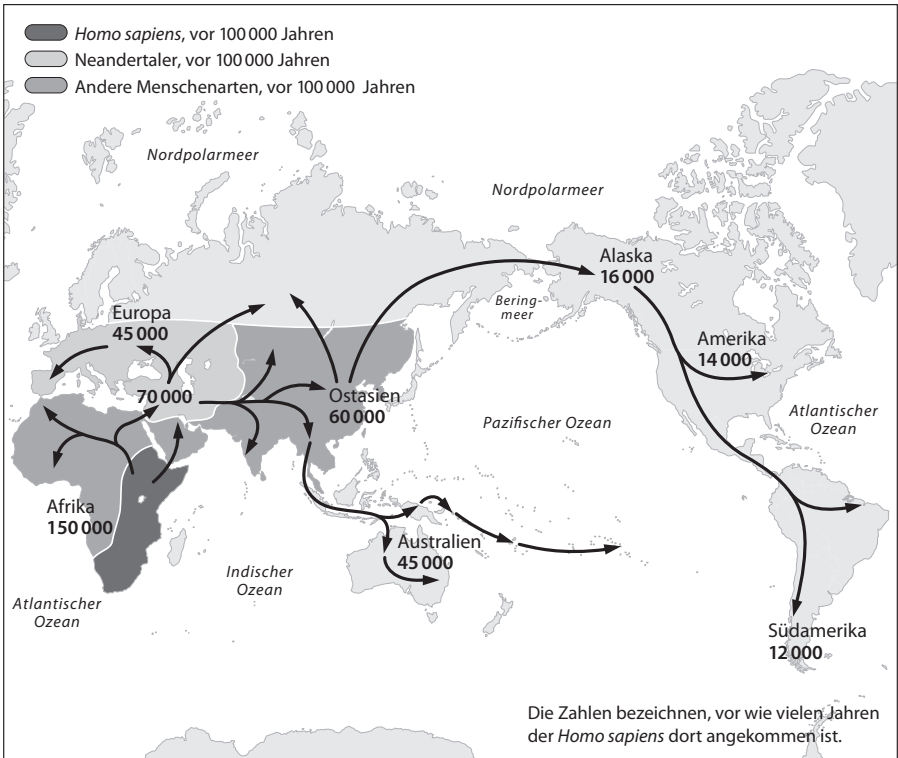 Homo sapiens, vor 100 000 Jahren
Neandertaler, vor 100 000 Jahren
Andere Menschenarten, vor 100 000 Jahren
Nordpolarmeer
Nordpolarmeer
Alaska
16 000
Bering-
meer
Europa
45 000
Amerika
14 000
70 000
Ostasien
60 000
Pazifischer Ozean
Atlantischer
Ozean
Afrika
150 000
Australien
45 000
Indischer
Ozean
Atlantischer
Ozean
Südamerika
12 000
Die Zahlen bezeichnen, vor wie vielen Jahren
der Homo sapiens dort angekommen ist.